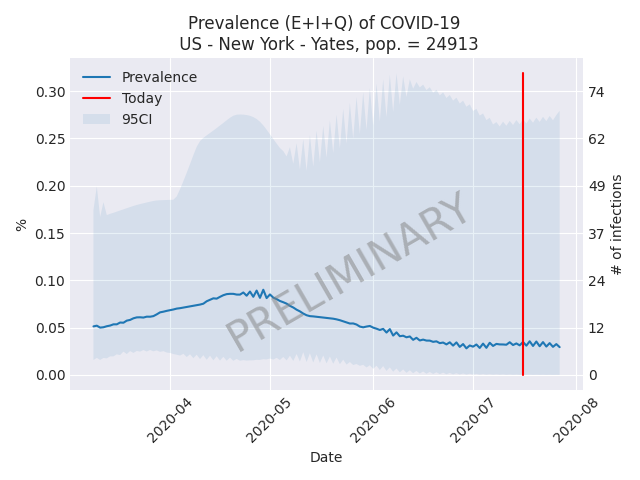 Prevalence (E+I+Q) of COVID-19
US - New York - Yates, pop. = 24913
Prevalence
Today
95CI
0.30
0.25
0.20
0.15
0.10
0.05
0.00
%
74
62
49
37
24
12
0
# of infections
PRELIMINARY
2020-04
2020-05
2020-06
2020-07
2020-08
Date